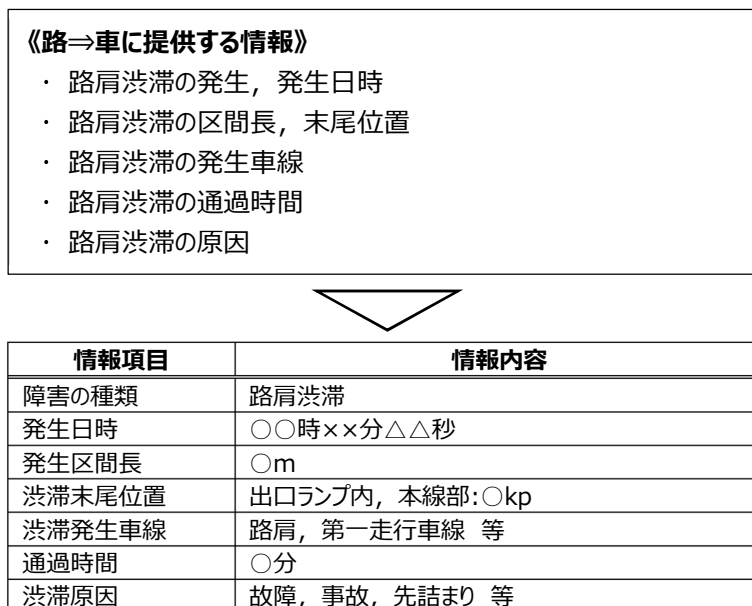 《路⇒車に提供する情報》
・ 路肩渋滞の発生，発生日時
・ 路肩渋滞の区間長，末尾位置
・ 路肩渋滞の発生車線
・ 路肩渋滞の通過時間
・ 路肩渋滞の原因
情報項目 情報内容
障害の種類 路肩渋滞
発生日時 ○○時××分△△秒
発生区間長 ○m
渋滞末尾位置 出口ランプ内，本線部:○kp
渋滞発生車線 路肩，第一走行車線 等
通過時間 ○分
渋滞原因 故障，事故，先詰まり 等